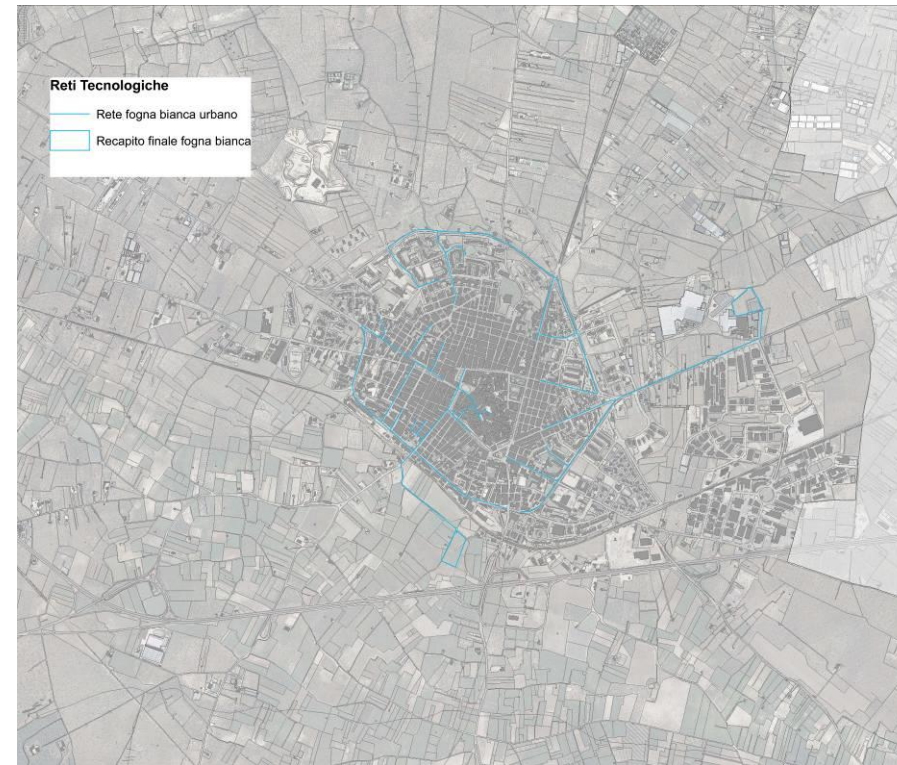 Reti Tecnologiche
Rete fogna bianca urbano
Recapito finale fogna bianca